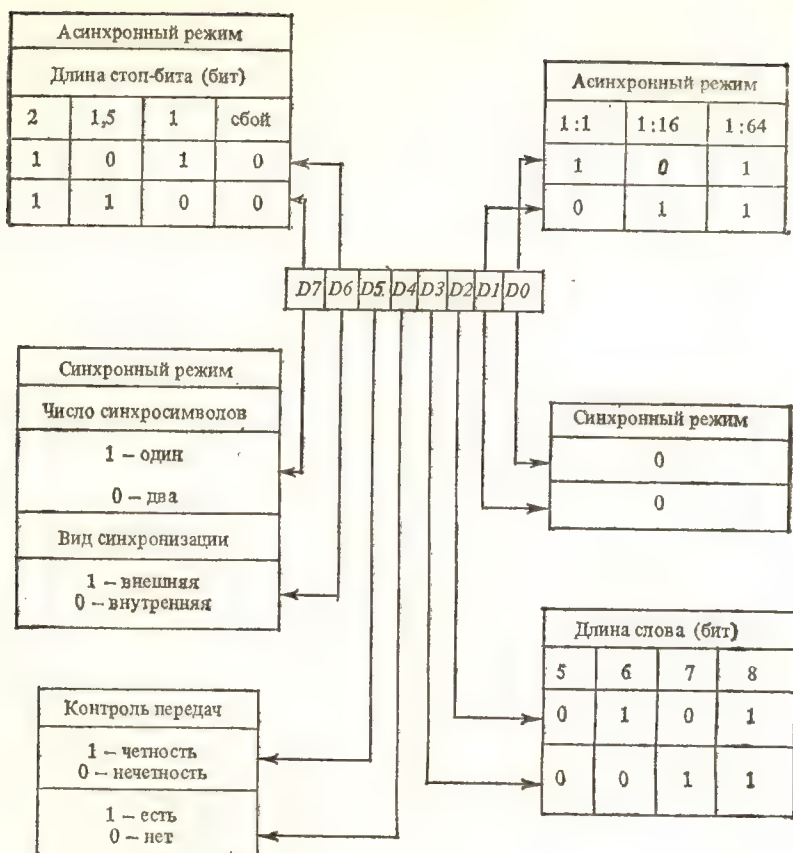 Асинхронный режим
Длина стоп-бита (бит)
2 1,5 1 сбой
1 0 1 0
1 1 0 0
Асинхронный режим
1:1 1:16 1:64
1 0 1
0 1 1
D7 D6 D5 D4 D3 D2 D1 D0
Синхронный режим
Число синхросимволов
1 – один
0 – два
Вид синхронизации
1 – внешняя
0 – внутренняя
Синхронный режим
0
0
Длина слова (бит)
5 6 7 8
0 1 0 1
0 0 1 1
Контроль передач
1 – четность
0 – нечетность
1 – есть
0 – нет